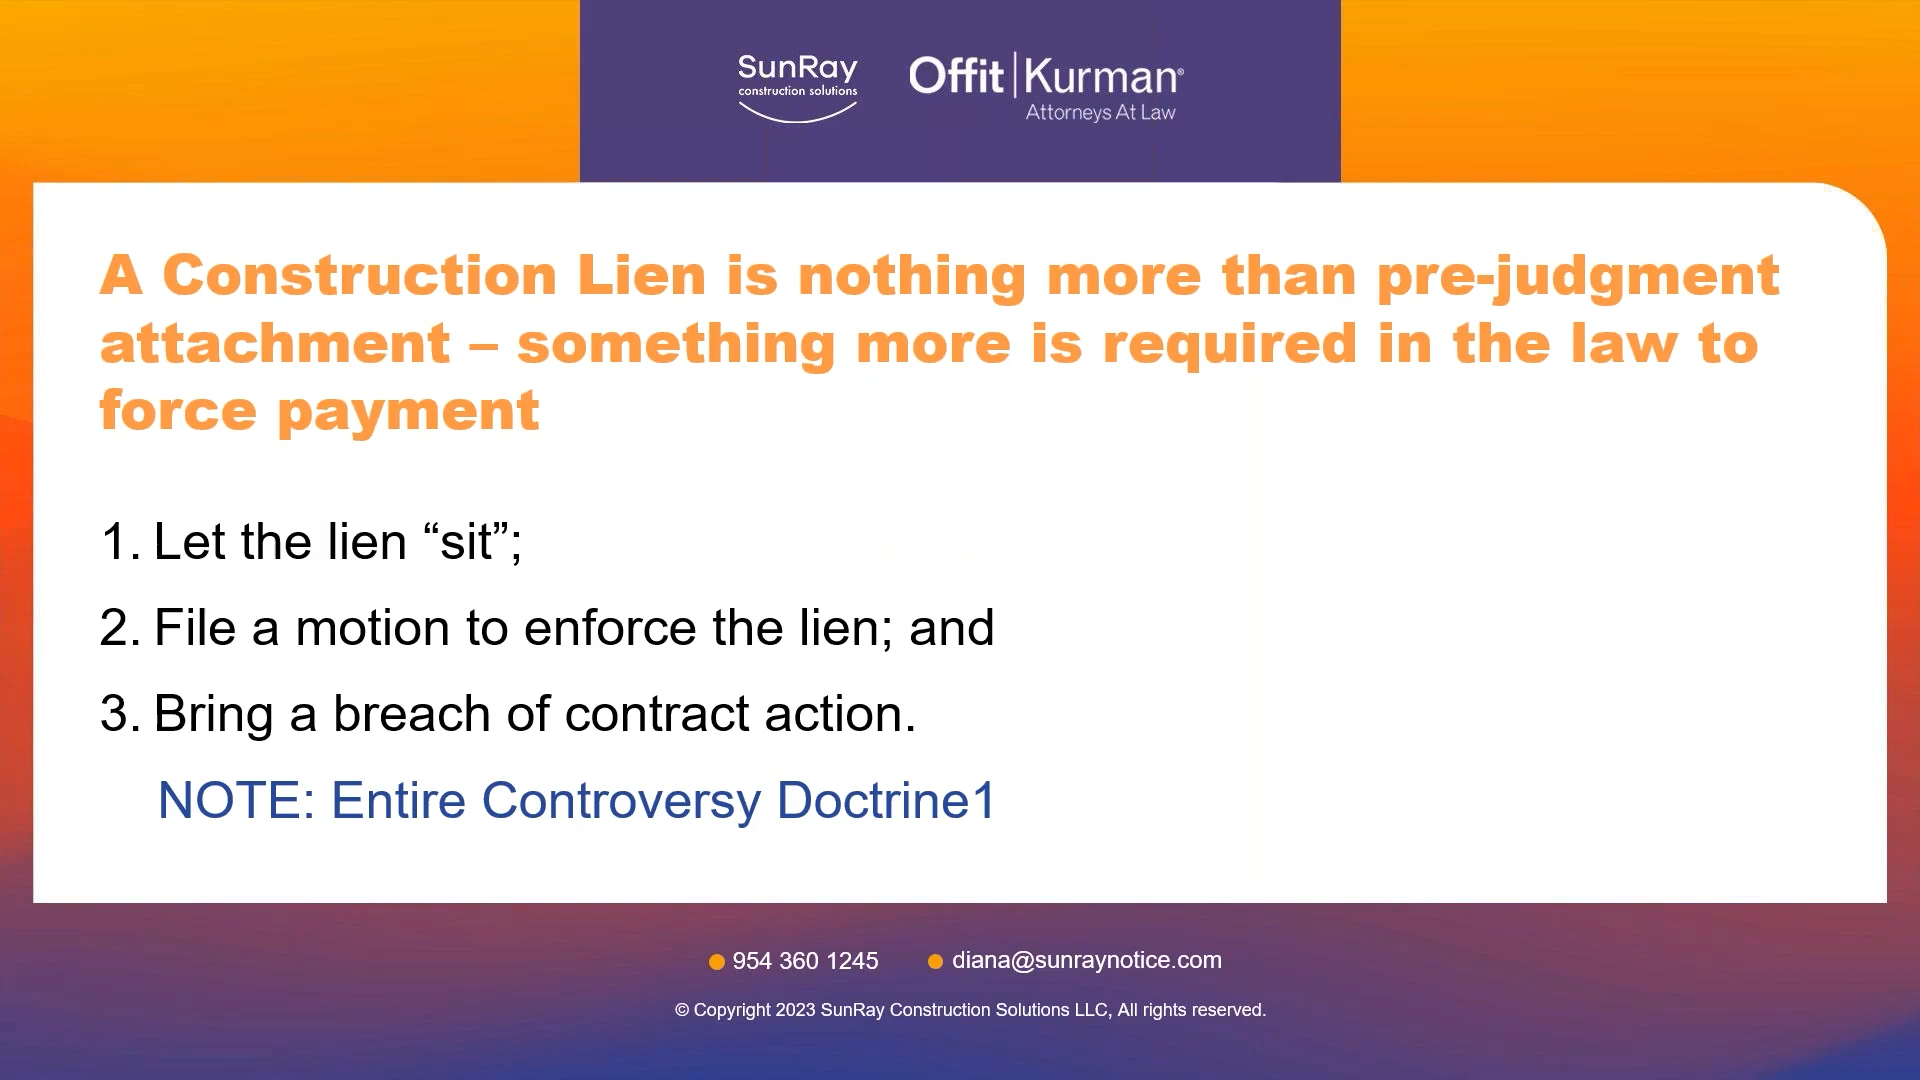 SunRay
construction solutions
Offit|Kurman®
Attorneys At Law
A Construction Lien is nothing more than pre-judgment
attachment – something more is required in the law to
force payment
1. Let the lien “sit”;
2. File a motion to enforce the lien; and
3. Bring a breach of contract action.
NOTE: Entire Controversy Doctrine1
954 360 1245
diana@sunraynotice.com
© Copyright 2023 SunRay Construction Solutions LLC, All rights reserved.